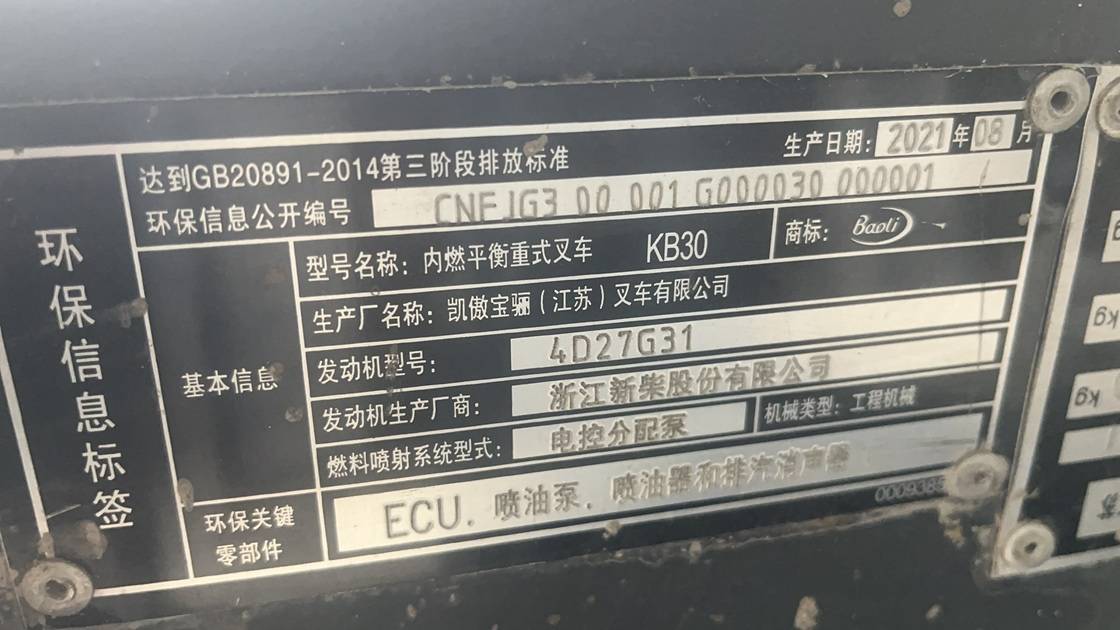 环保信息标签
达到GB20891-2014第三阶段排放标准
生产日期: 2021年08月
环保信息公开编号 CNFJG3 00 001 G000030 000001
基本信息
型号名称: 内燃平衡重式叉车 KB30
商标: Baoli
生产厂名称: 凯傲宝骊(江苏)叉车有限公司
发动机型号: 4D27G31
发动机生产厂商: 浙江新柴股份有限公司
燃料喷射系统型式: 电控分配泵
机械类型: 工程机械
环保关键
零部件
ECU, 喷油泵, 喷油器和排汽消声器
kg
kg